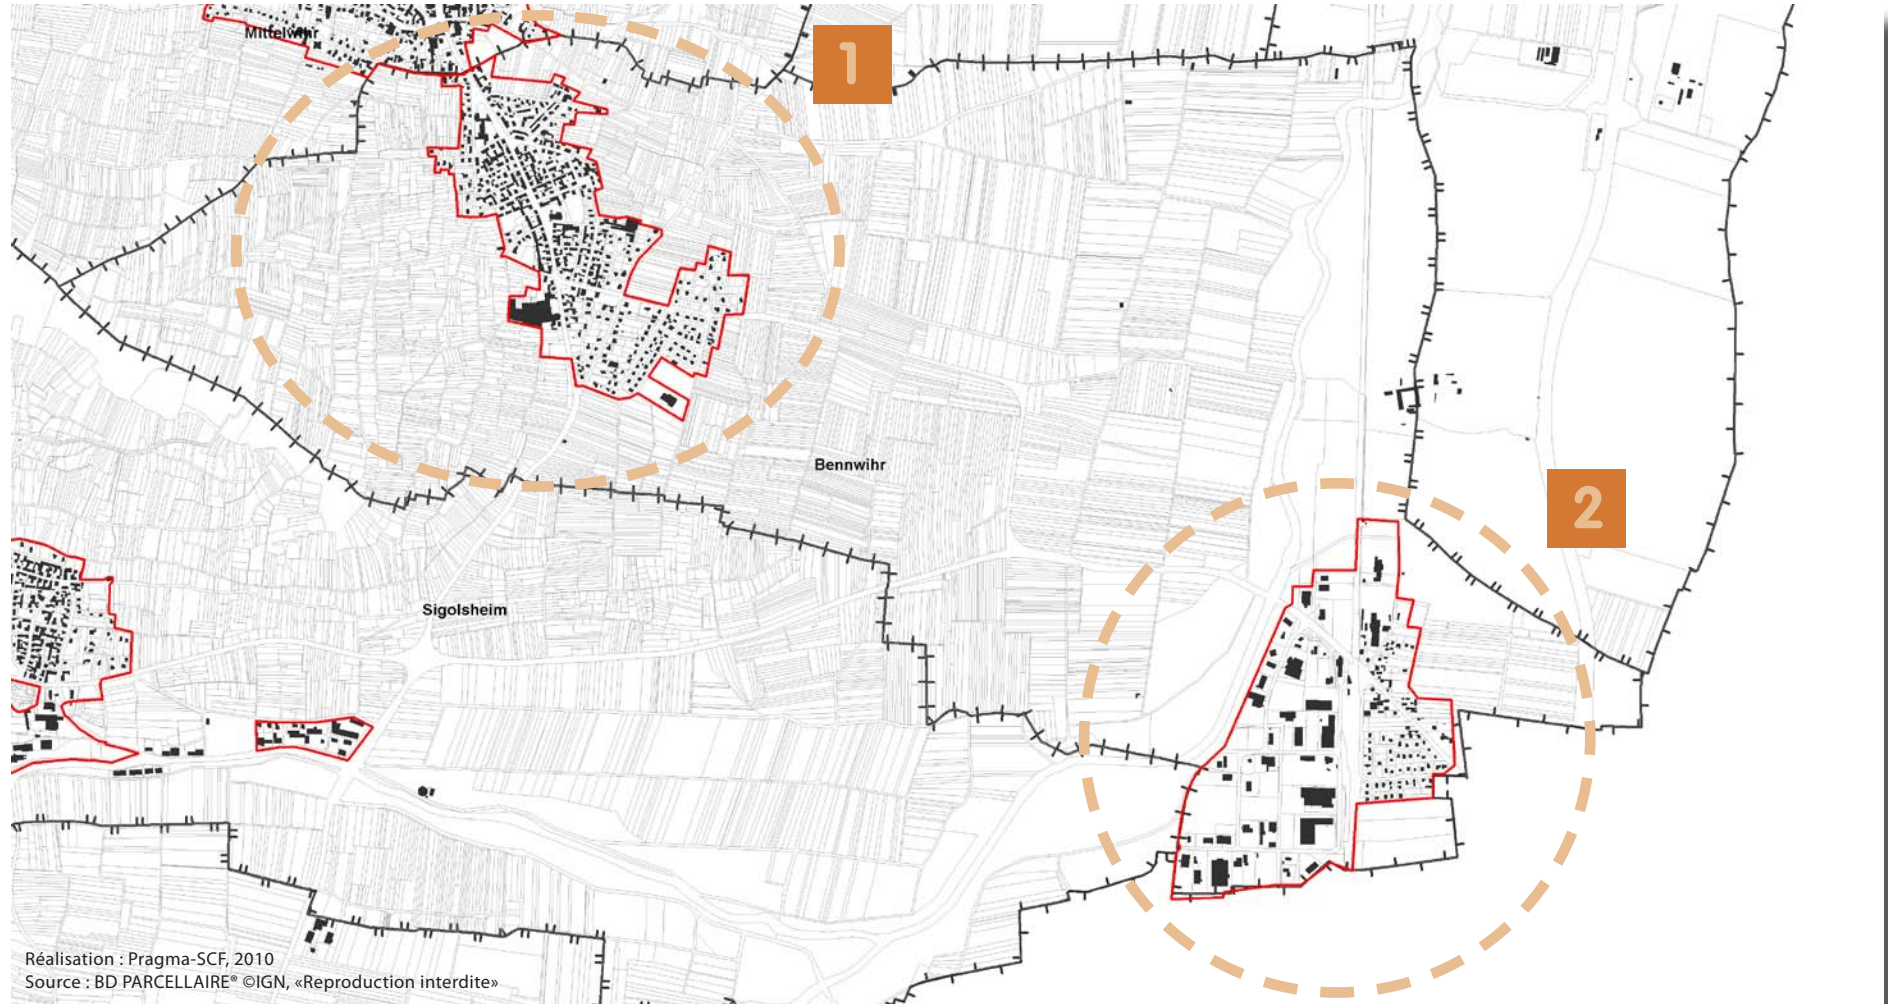 Mittelwihr
1
Bennwihr
2
Sigolsheim
Réalisation : Pragma-SCF, 2010
Source : BD PARCELLAIRE® ©IGN, «Reproduction interdite»